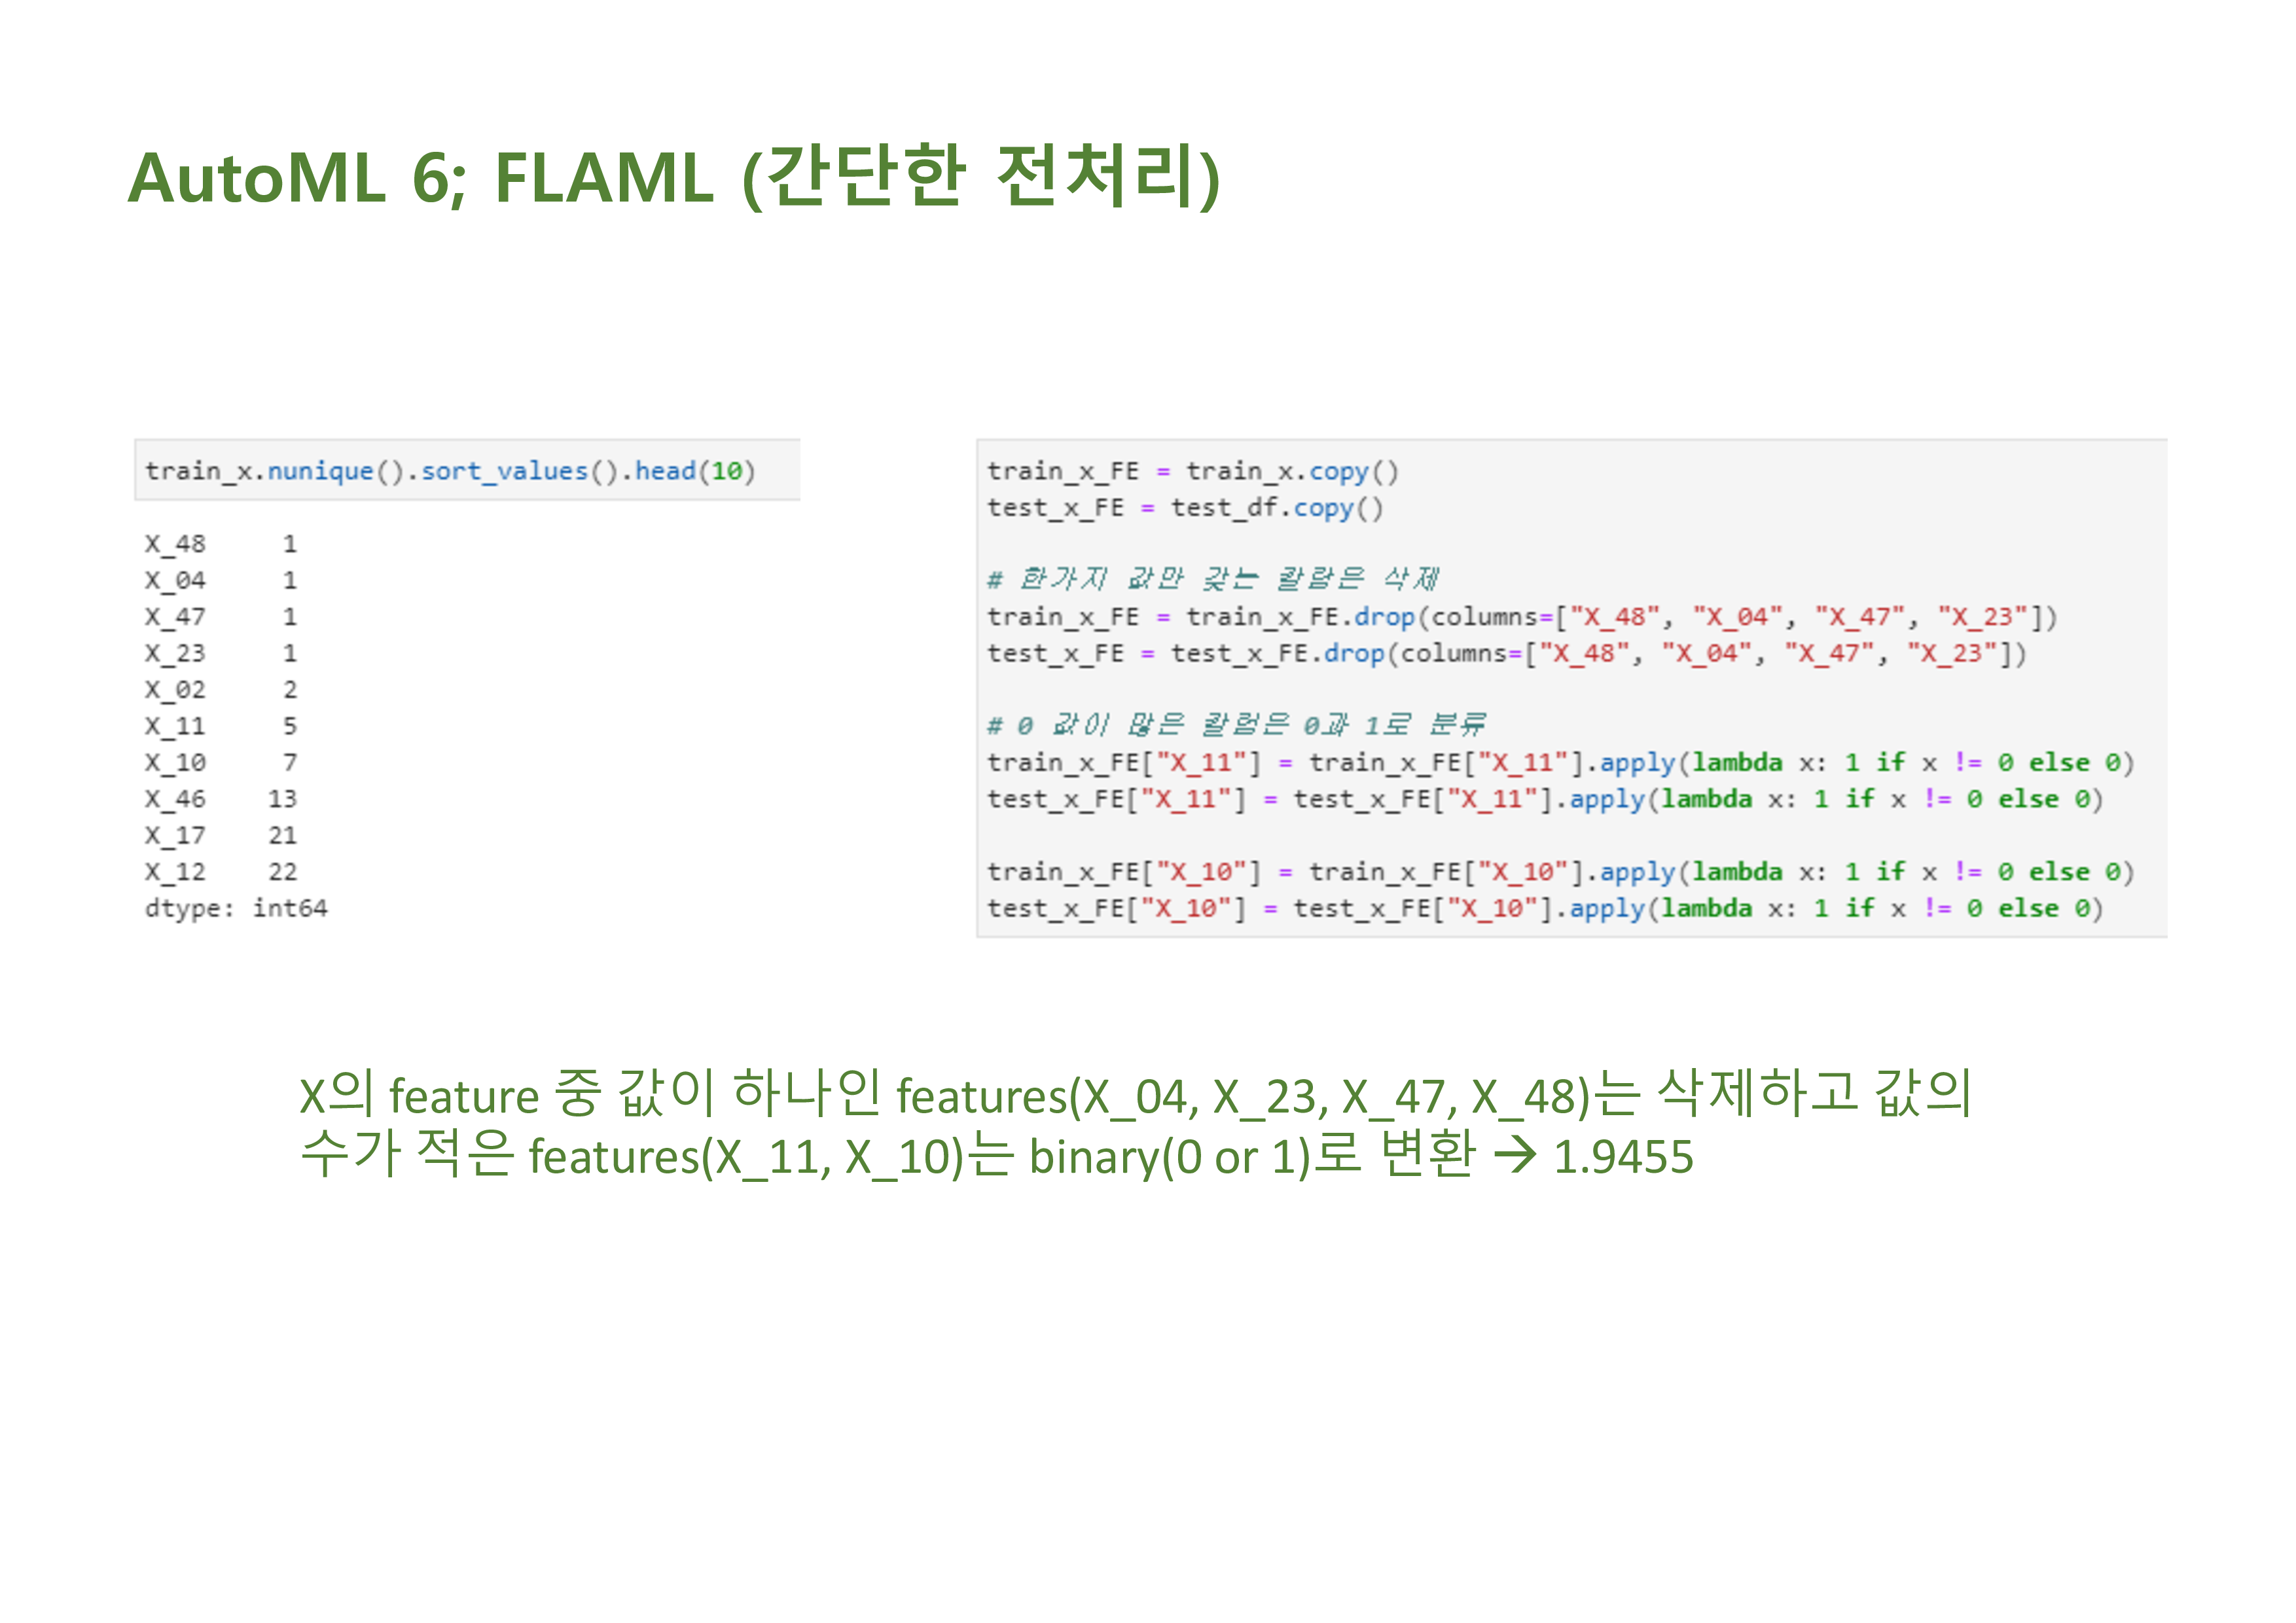 AutoML 6; FLAML (간단한 전처리)
train_x.nunique().sort_values().head(10)
X_48 1
X_04 1
X_47 1
X_23 1
X_02 2
X_11 5
X_10 7
X_46 13
X_17 21
X_12 22
dtype: int64
train_x_FE = train_x.copy()
test_x_FE = test_df.copy()
# 한가지 값만 갖는 칼람은 삭제
train_x_FE = train_x_FE.drop(columns=["X_48", "X_04", "X_47", "X_23"])
test_x_FE = test_x_FE.drop(columns=["X_48", "X_04", "X_47", "X_23"])
# 0 값이 많은 칼럼은 0과 1로 분류
train_x_FE["X_11"] = train_x_FE["X_11"].apply(lambda x: 1 if x != 0 else 0)
test_x_FE["X_11"] = test_x_FE["X_11"].apply(lambda x: 1 if x != 0 else 0)
train_x_FE["X_10"] = train_x_FE["X_10"].apply(lambda x: 1 if x != 0 else 0)
test_x_FE["X_10"] = test_x_FE["X_10"].apply(lambda x: 1 if x != 0 else 0)
X의 feature 중 값이 하나인 features(X_04, X_23, X_47, X_48)는 삭제하고 값의
수가 적은 features(X_11, X_10)는 binary(0 or 1)로 변환 → 1.9455